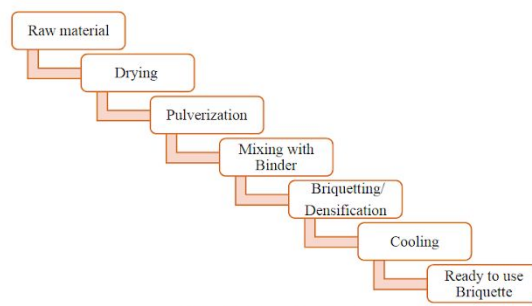 Raw material
Drying
Pulverization
Mixing with
Binder
Briquetting/
Densification
Cooling
Ready to use
Briquette